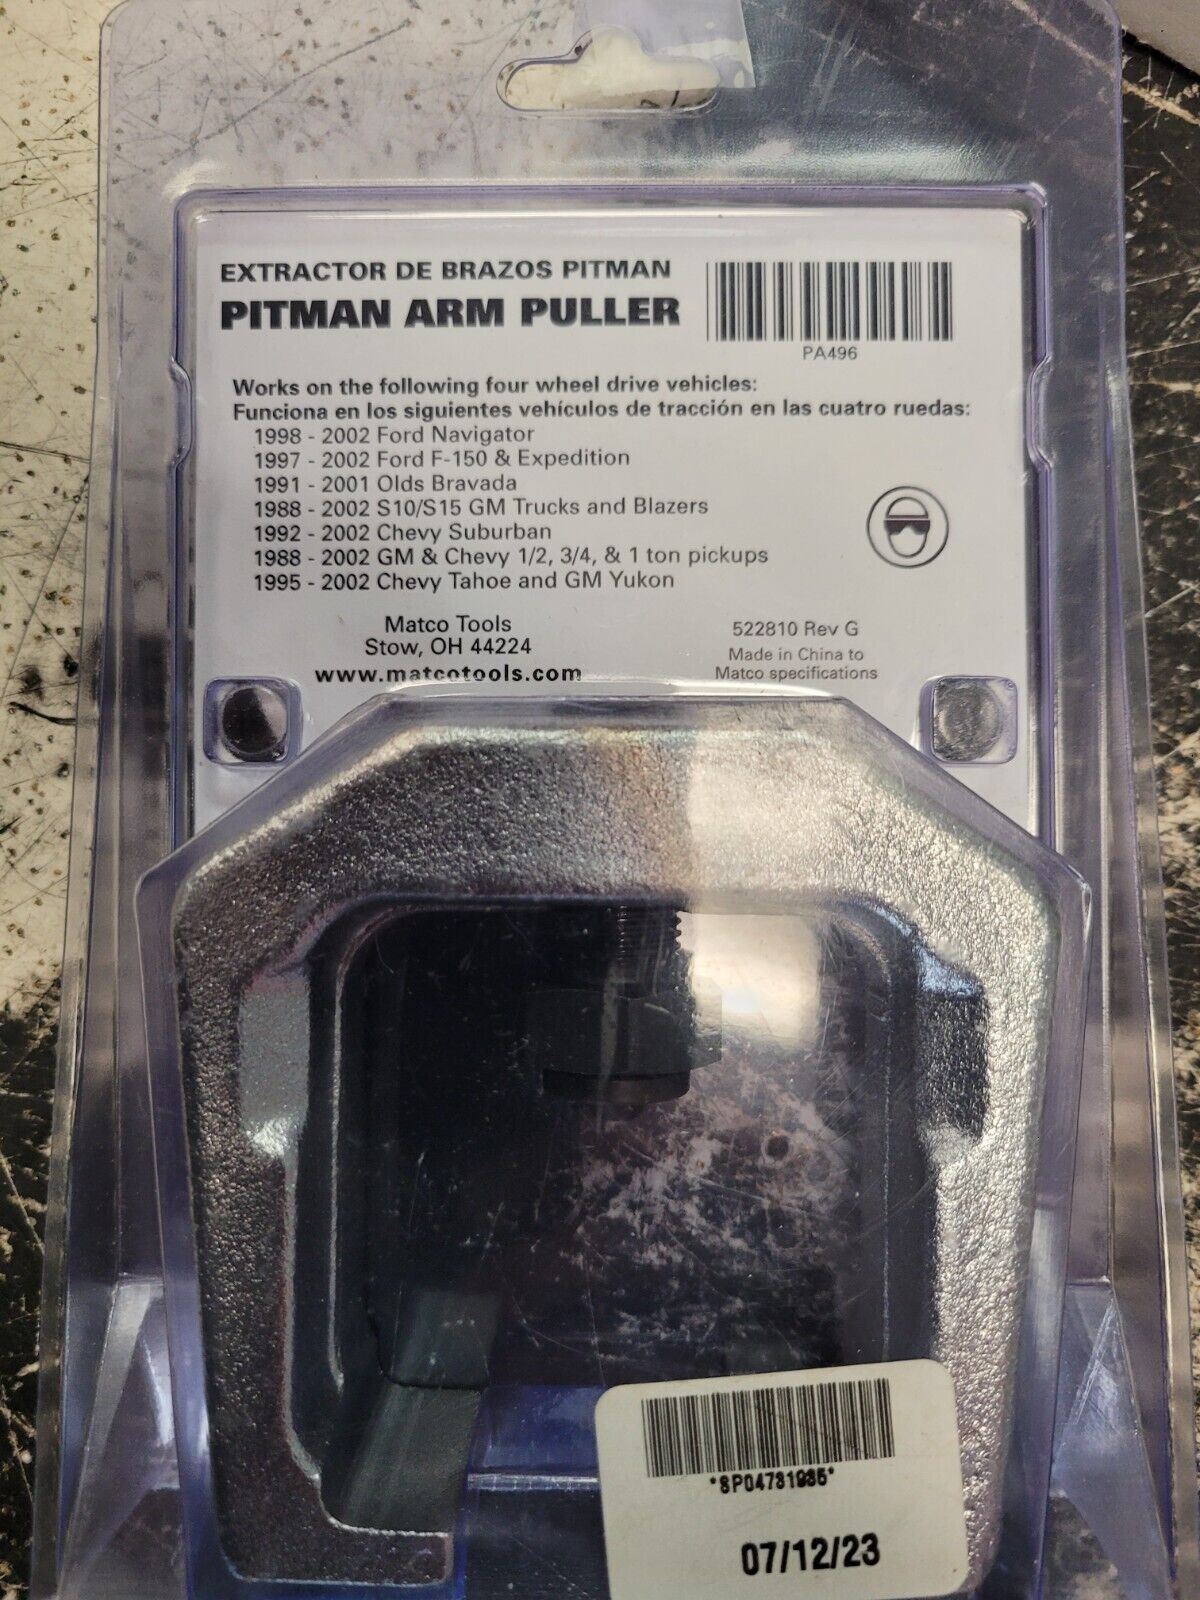 EXTRACTOR DE BRAZOS PITMAN
PITMAN ARM PULLER
PA496
Works on the following four wheel drive vehicles:
Funciona en los siguientes vehículos de tracción en las cuatro ruedas:
1998 - 2002 Ford Navigator
1997 - 2002 Ford F-150 & Expedition
1991 - 2001 Olds Bravada
1988 - 2002 S10/S15 GM Trucks and Blazers
1992 - 2002 Chevy Suburban
1988 - 2002 GM & Chevy 1/2, 3/4, & 1 ton pickups
1995 - 2002 Chevy Tahoe and GM Yukon
Matco Tools
Stow, OH 44224
www.matcotools.com
522810 Rev G
Made in China to
Matco specifications
*SP04731985*
07/12/23